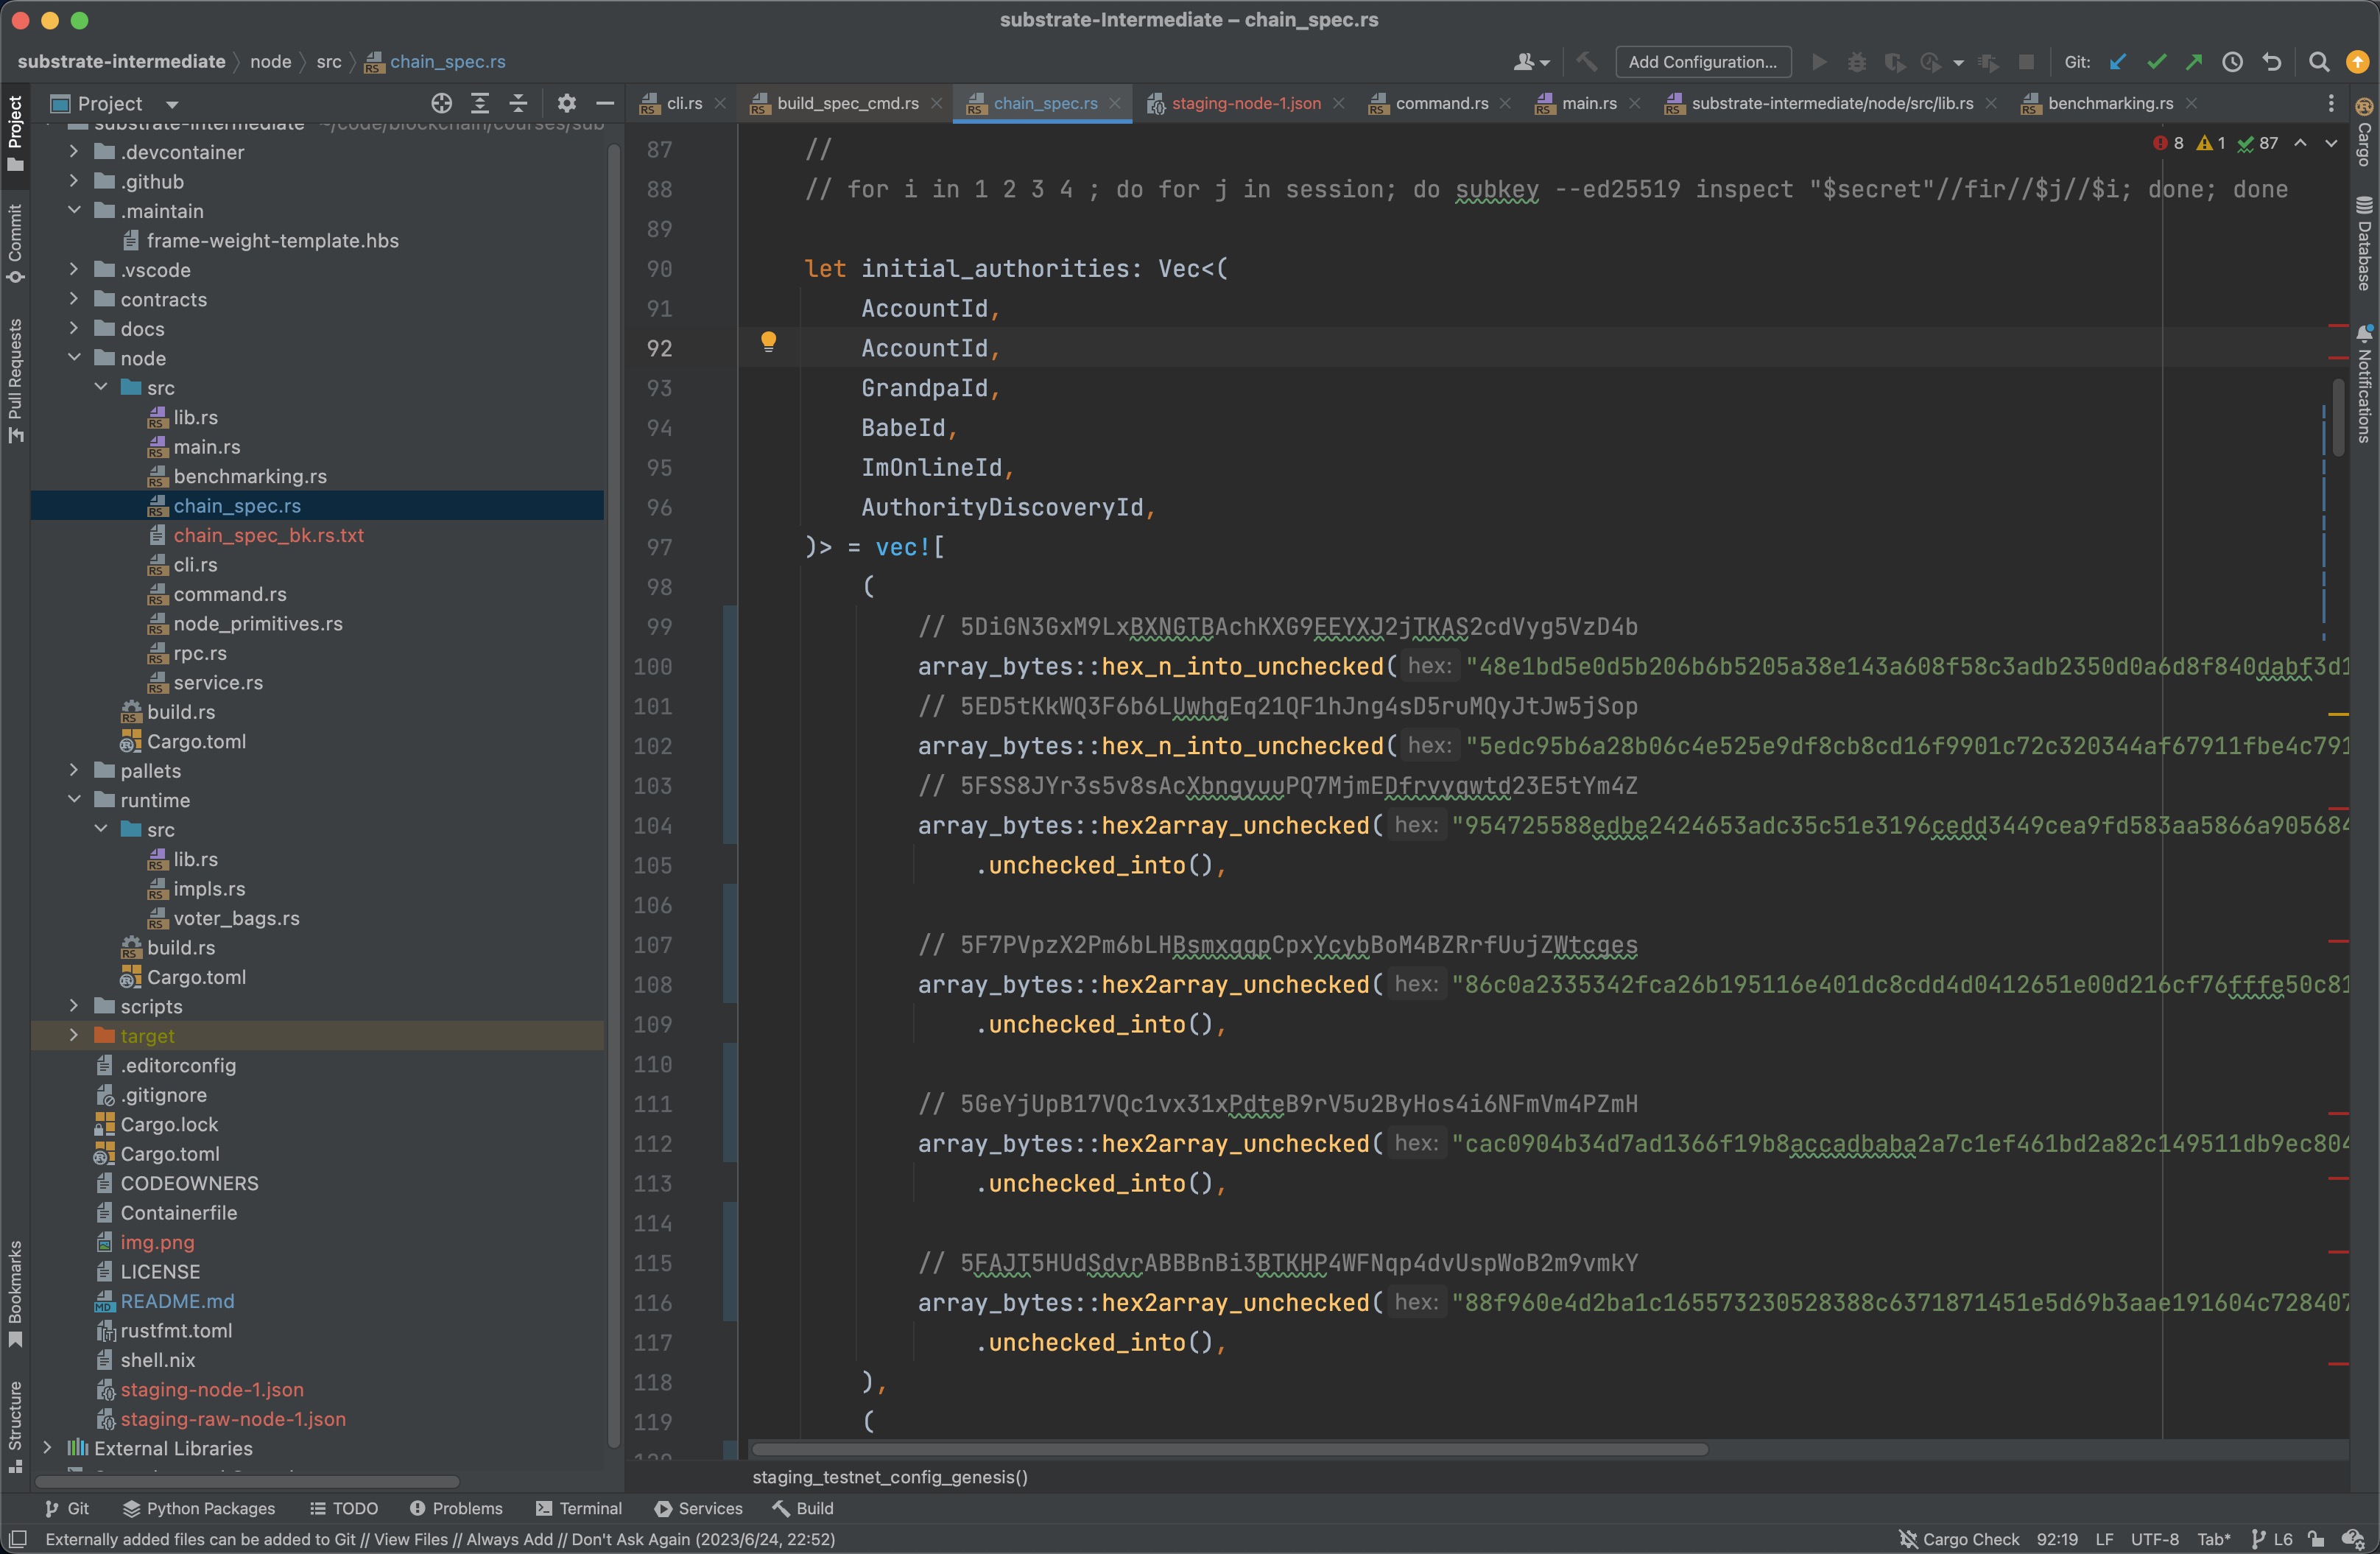 substrate-Intermediate – chain_spec.rs
substrate-intermediate node src chain_spec.rs
Add Configuration...
Git:
Project
cli.rs
build_spec_cmd.rs
chain_spec.rs
staging-node-1.json
command.rs
main.rs
substrate-intermediate/node/src/lib.rs
benchmarking.rs
Project
Commit
Pull Requests
Bookmarks
Structure
substrate-intermediate ~/code/blockchain/courses/sub
.devcontainer
.github
.maintain
frame-weight-template.hbs
.vscode
contracts
docs
node
src
lib.rs
main.rs
benchmarking.rs
chain_spec.rs
chain_spec_bk.rs.txt
cli.rs
command.rs
node_primitives.rs
rpc.rs
service.rs
build.rs
Cargo.toml
pallets
runtime
src
lib.rs
impls.rs
voter_bags.rs
build.rs
Cargo.toml
scripts
target
.editorconfig
.gitignore
Cargo.lock
Cargo.toml
CODEOWNERS
Containerfile
img.png
LICENSE
README.md
rustfmt.toml
shell.nix
staging-node-1.json
staging-raw-node-1.json
External Libraries
8 1 87
87 //
88 // for i in 1 2 3 4 ; do for j in session; do subkey --ed25519 inspect "$secret"//fir//$j//$i; done; done
89
90 let initial_authorities: Vec<(
91 AccountId,
92 AccountId,
93 GrandpaId,
94 BabeId,
95 ImOnlineId,
96 AuthorityDiscoveryId,
97 )> = vec![
98 (
99 // 5DiGN3GxM9LxBXNGTBAchKXG9EEYXJ2jTKAS2cdVyg5VzD4b
100 array_bytes::hex_n_into_unchecked( hex: "48e1bd5e0d5b206b6b5205a38e143a608f58c3adb2350d0a6d8f840dabf3d1
101 // 5ED5tKkWQ3F6b6LUwhgEq21QF1hJng4sD5ruMQyJtJw5jSop
102 array_bytes::hex_n_into_unchecked( hex: "5edc95b6a28b06c4e525e9df8cb8cd16f9901c72c320344af67911fbe4c791
103 // 5FSS8JYr3s5v8sAcXbngyuuPQ7MjmEDfrvyqwtd23E5tYm4Z
104 array_bytes::hex2array_unchecked( hex: "954725588edbe2424653adc35c51e3196cedd3449cea9fd583aa5866a905684
105 .unchecked_into(),
106
107 // 5F7PVpzX2Pm6bLHBsmxqqpCpxYcybBoM4BZRrfUujZWtcges
108 array_bytes::hex2array_unchecked( hex: "86c0a2335342fca26b195116e401dc8cdd4d0412651e00d216cf76fffe50c81
109 .unchecked_into(),
110
111 // 5GeYjUpB17VQc1vx31xPdteB9rV5u2ByHos4i6NFmVm4PZmH
112 array_bytes::hex2array_unchecked( hex: "cac0904b34d7ad1366f19b8accadbaba2a7c1ef461bd2a82c149511db9ec804
113 .unchecked_into(),
114
115 // 5FAJT5HUdSdvrABBBnBi3BTKHP4WFNqp4dvUspWoB2m9vmkY
116 array_bytes::hex2array_unchecked( hex: "88f960e4d2ba1c165573230528388c6371871451e5d69b3aae191604c728407
117 .unchecked_into(),
118 ),
119 (
staging_testnet_config_genesis()
Cargo
Database
Notifications
Git
Python Packages
TODO
Problems
Terminal
Services
Build
Externally added files can be added to Git // View Files // Always Add // Don't Ask Again (2023/6/24, 22:52)
Cargo Check 92:19 LF UTF-8 Tab* L6